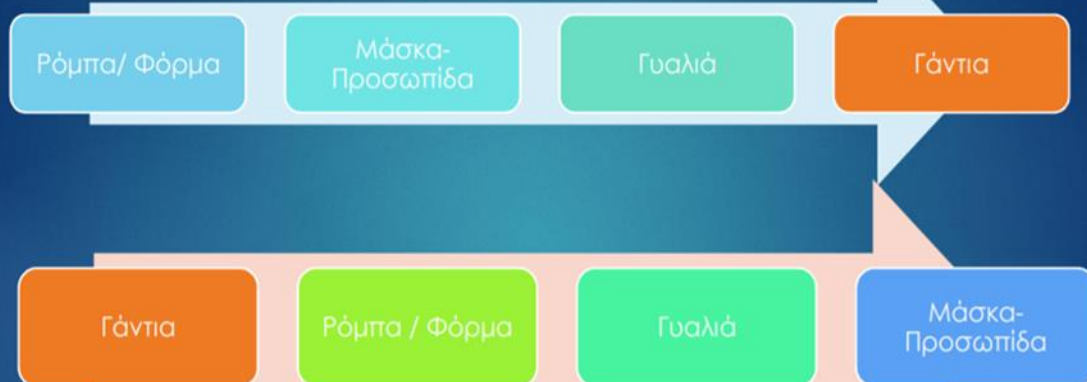 Ρόμπα/ Φόρμα
Μάσκα-
Προσωπίδα
Γυαλιά
Γάντια
Γάντια
Ρόμπα / Φόρμα
Γυαλιά
Μάσκα-
Προσωπίδα